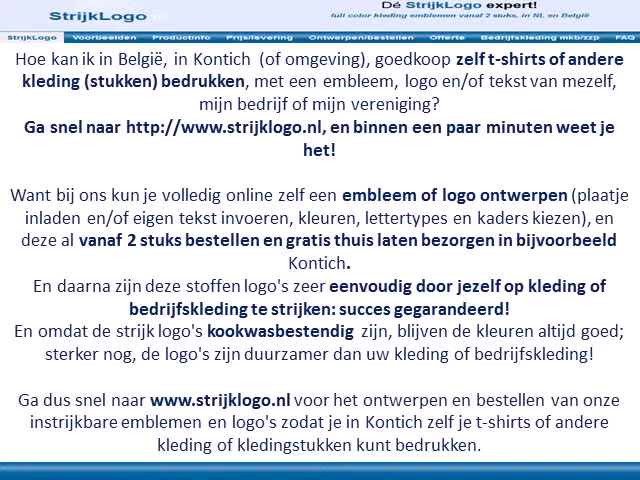 StrijkLogo
Dé StrijkLogo expert!
full color kleding emblemen vanaf 2 stuks, in NL en België
StrijkLogo Voorbeelden Productinfo Prijs/levering Ontwerpen/bestellen Offerte Bedrijfskleding mkb/zzp FAQ
Hoe kan ik in België, in Kontich (of omgeving), goedkoop zelf t-shirts of andere
kleding (stukken) bedrukken, met een embleem, logo en/of tekst van mezelf,
mijn bedrijf of mijn vereniging?
Ga snel naar http://www.strijklogo.nl, en binnen een paar minuten weet je
het!
Want bij ons kun je volledig online zelf een embleem of logo ontwerpen (plaatje
inladen en/of eigen tekst invoeren, kleuren, lettertypes en kaders kiezen), en
deze al vanaf 2 stuks bestellen en gratis thuis laten bezorgen in bijvoorbeeld
Kontich.
En daarna zijn deze stoffen logo's zeer eenvoudig door jezelf op kleding of
bedrijfskleding te strijken: succes gegarandeerd!
En omdat de strijk logo's kookwasbestendig zijn, blijven de kleuren altijd goed;
sterker nog, de logo's zijn duurzamer dan uw kleding of bedrijfskleding!
Ga dus snel naar www.strijklogo.nl voor het ontwerpen en bestellen van onze
instrijkbare emblemen en logo's zodat je in Kontich zelf je t-shirts of andere
kleding of kledingstukken kunt bedrukken.